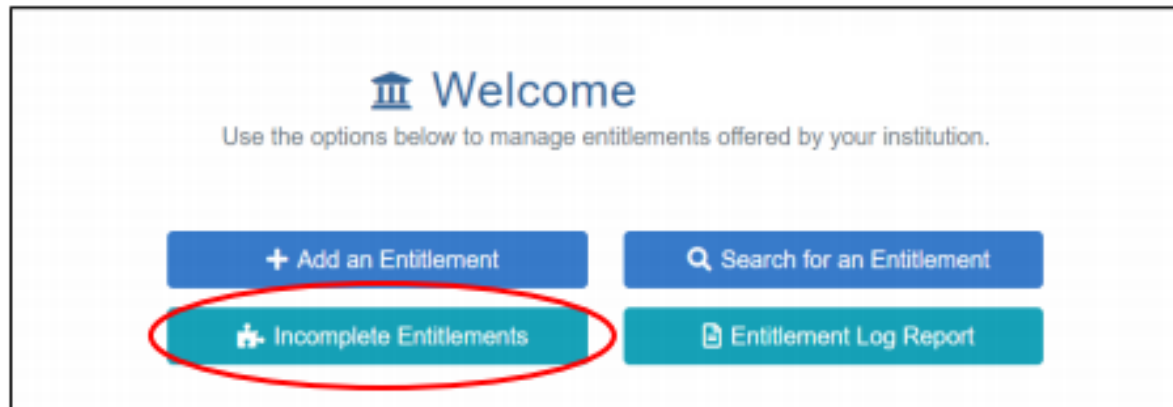 Welcome
Use the options below to manage entitlements offered by your institution.
Add an Entitlement
Search for an Entitlement
Incomplete Entitlements
Entitlement Log Report